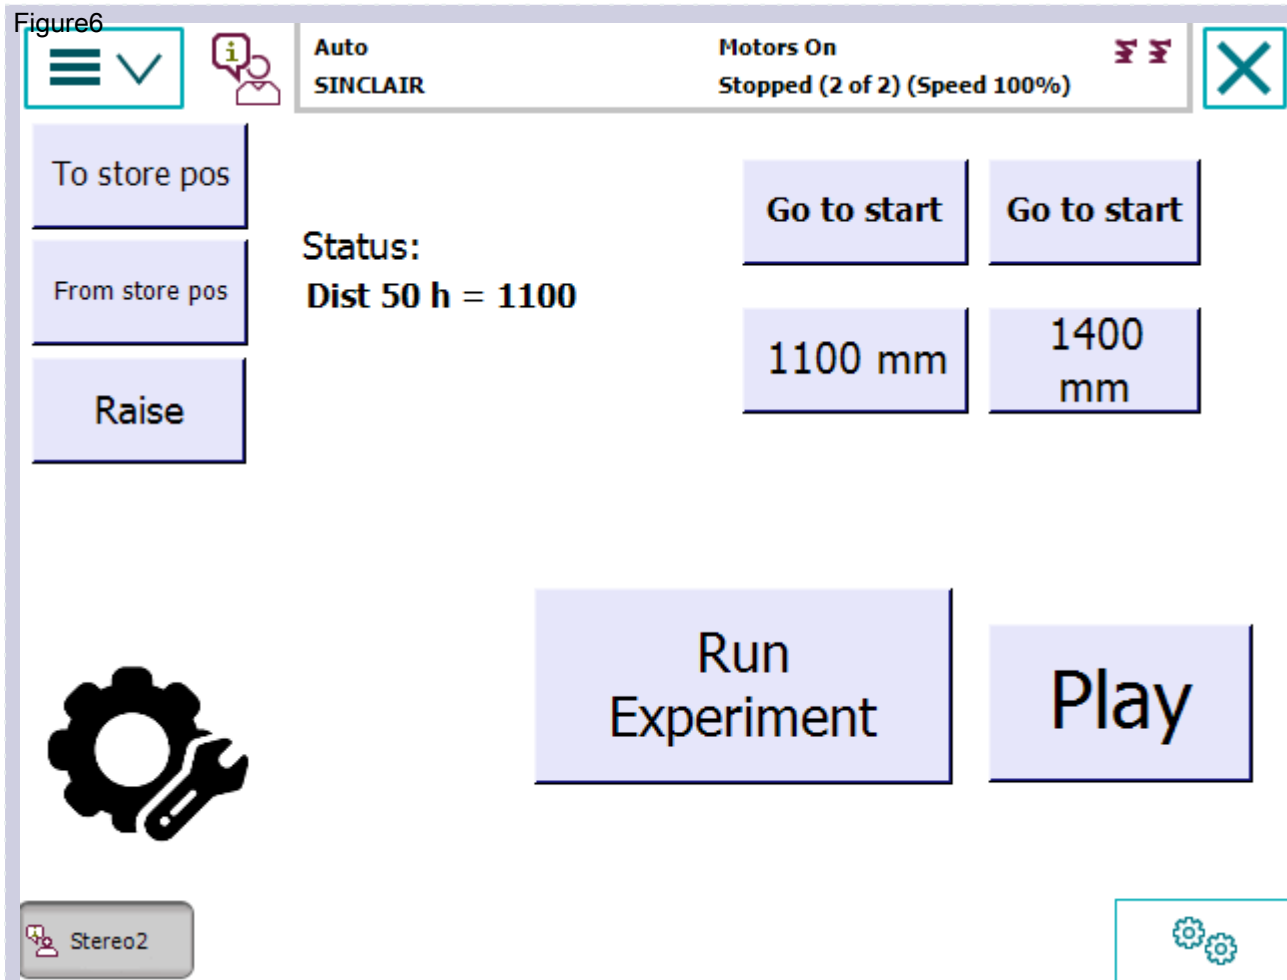 Figure6
Auto
Motors On
SINCLAIR
Stopped (2 of 2) (Speed 100%)
To store pos
Go to start
Go to start
Status:
From store pos
Dist 50 h = 1100
1100 mm
1400
mm
Raise
Run
Experiment
Play
Stereo2